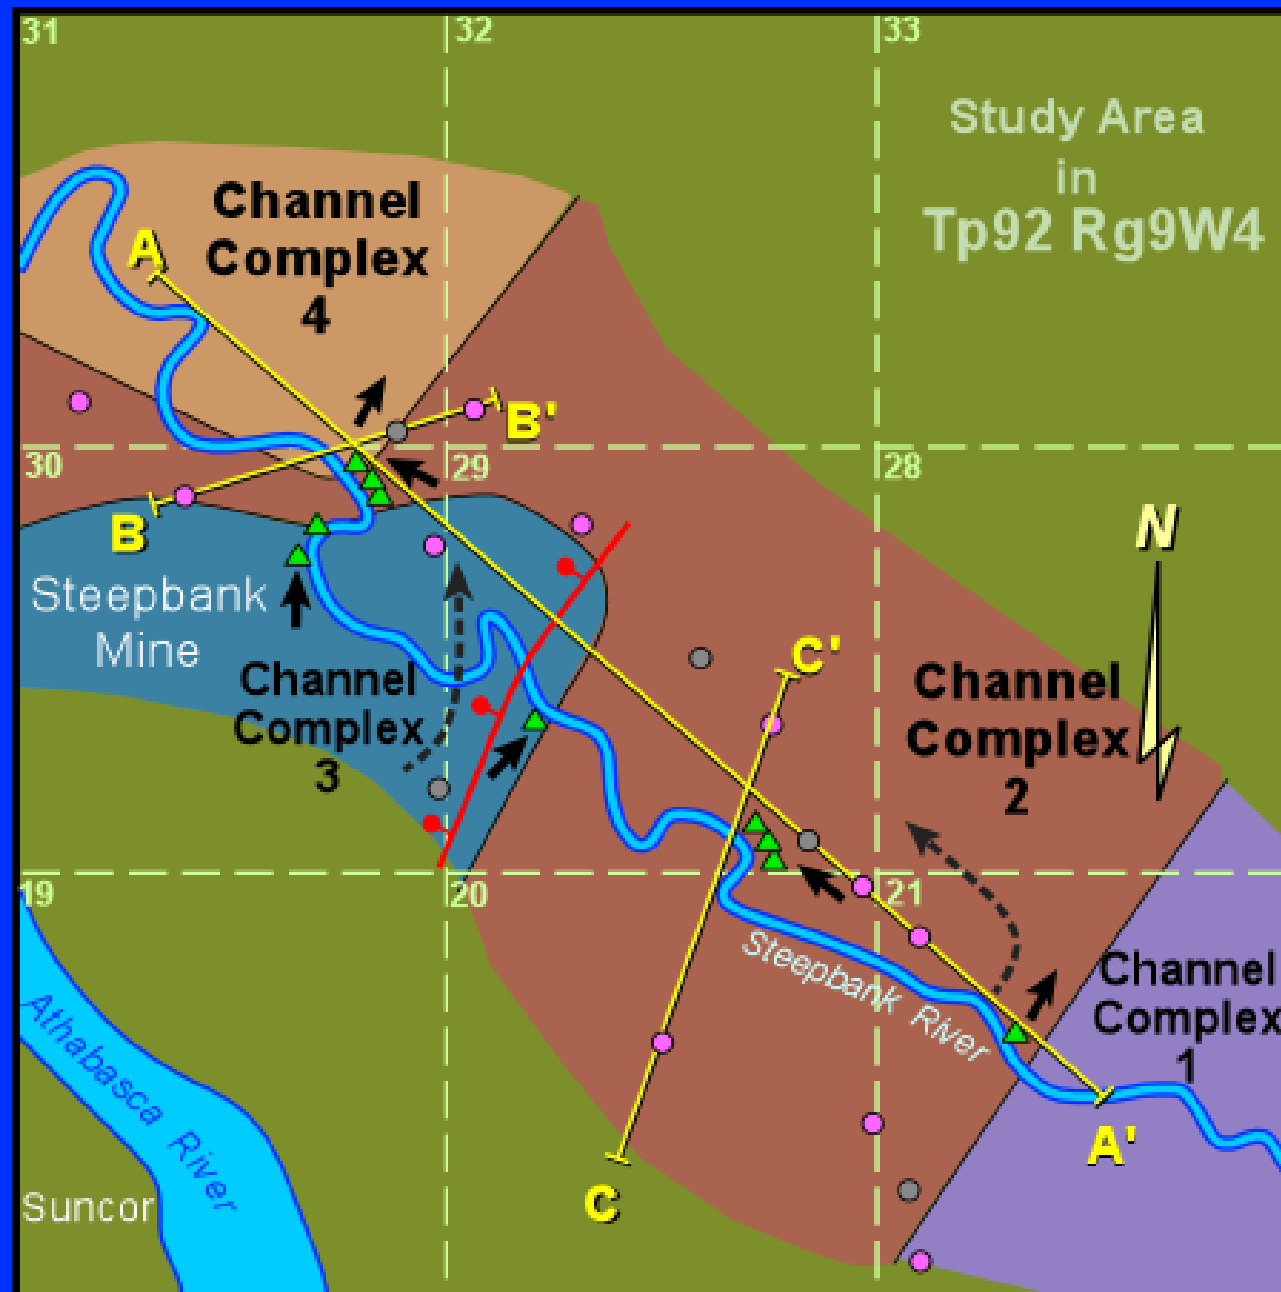 31
32
33
Study Area
in
Tp92 Rg9W4
Channel
Complex
4
A
B'
30
29
28
B
N
Steepbank
Mine
Channel
Complex
3
C'
Channel
Complex
2
19
20
21
Steepbank River
Channel
Complex
1
Athabasca River
A'
C
Suncor